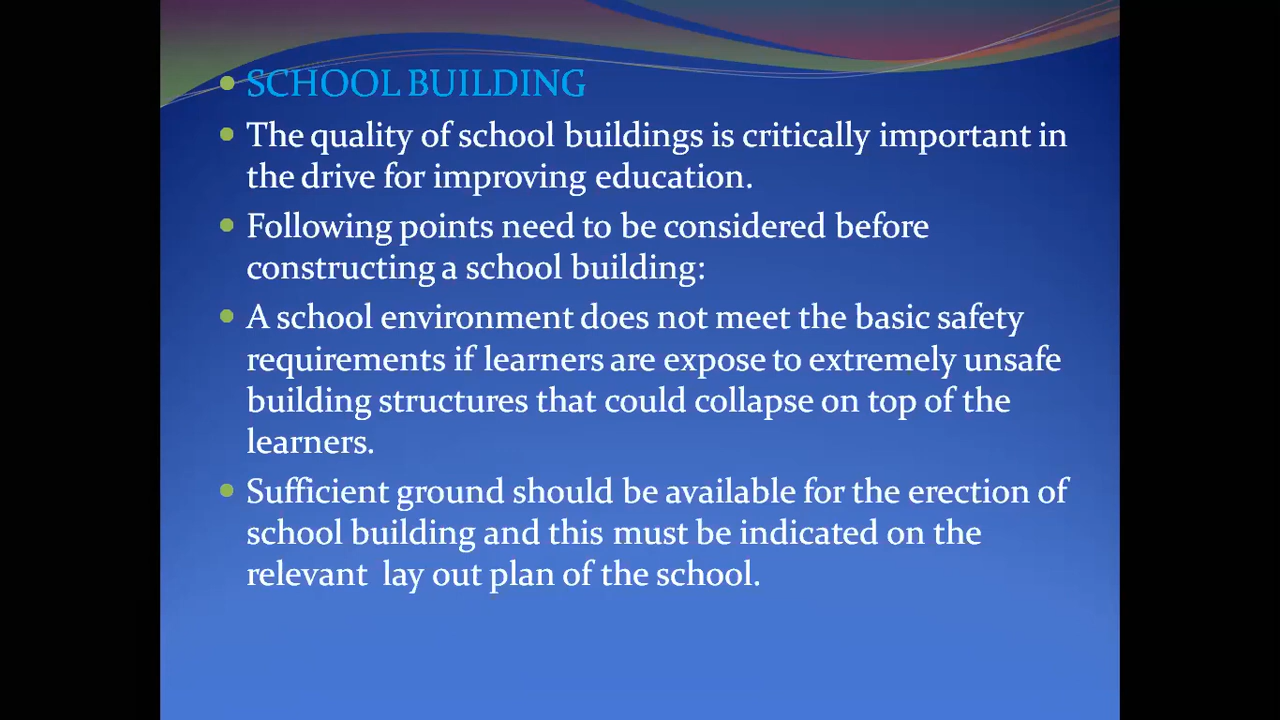 SCHOOL BUILDING
The quality of school buildings is critically important in
the drive for improving education.
Following points need to be considered before
constructing a school building:
A school environment does not meet the basic safety
requirements if learners are expose to extremely unsafe
building structures that could collapse on top of the
learners.
Sufficient ground should be available for the erection of
school building and this must be indicated on the
relevant lay out plan of the school.